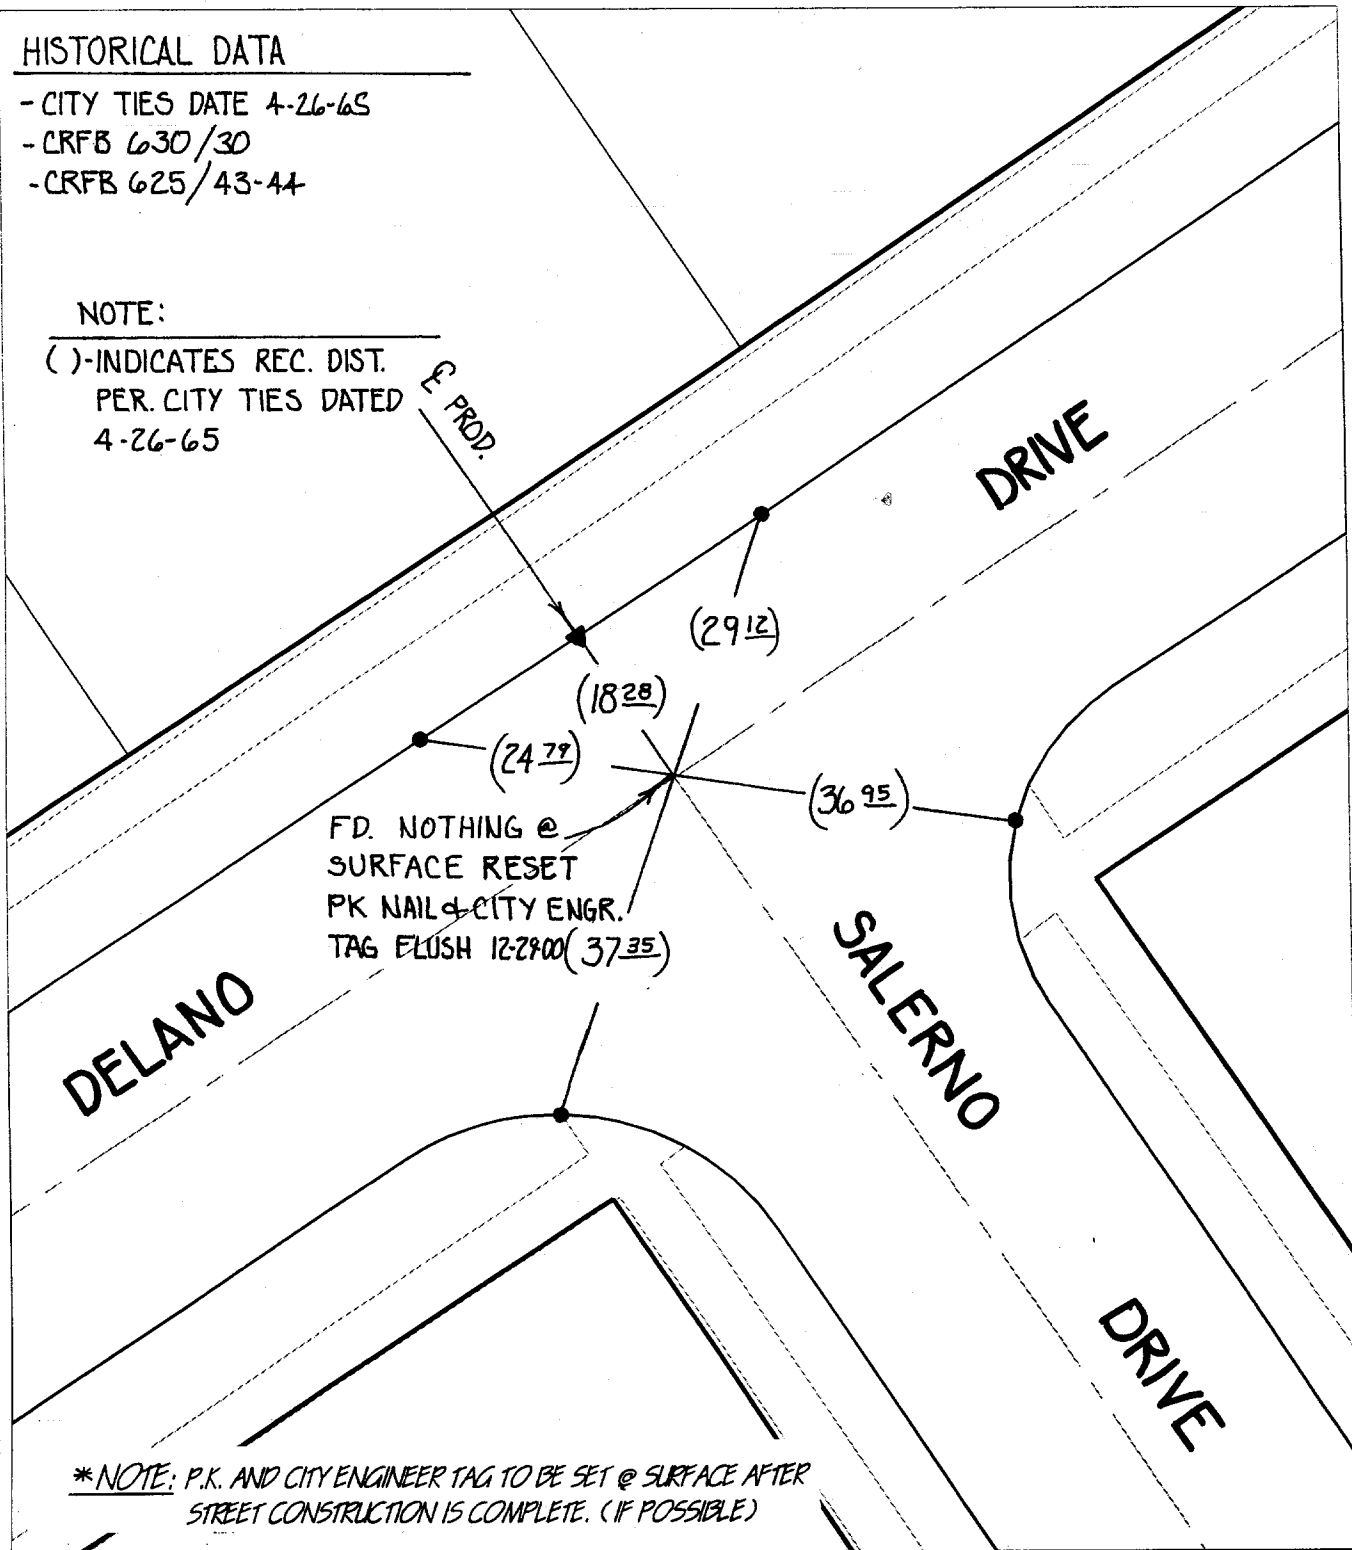 HISTORICAL DATA
- CITY TIES DATE 4-26-65
- CRFB 630/30
- CRFB 625/43-44
NOTE:
( )-INDICATES REC. DIST.
PER. CITY TIES DATED
4-26-65
℄ PROD.
DRIVE
(29 12)
(18 28)
(24 79)
(36 95)
FD. NOTHING @
SURFACE RESET
PK NAIL & CITY ENGR.
TAG FLUSH
(37 35)
DELANO
SALERNO
DRIVE
*NOTE: P.K. AND CITY ENGINEER TAG TO BE SET @ SURFACE AFTER
STREET CONSTRUCTION IS COMPLETE. (IF POSSIBLE)